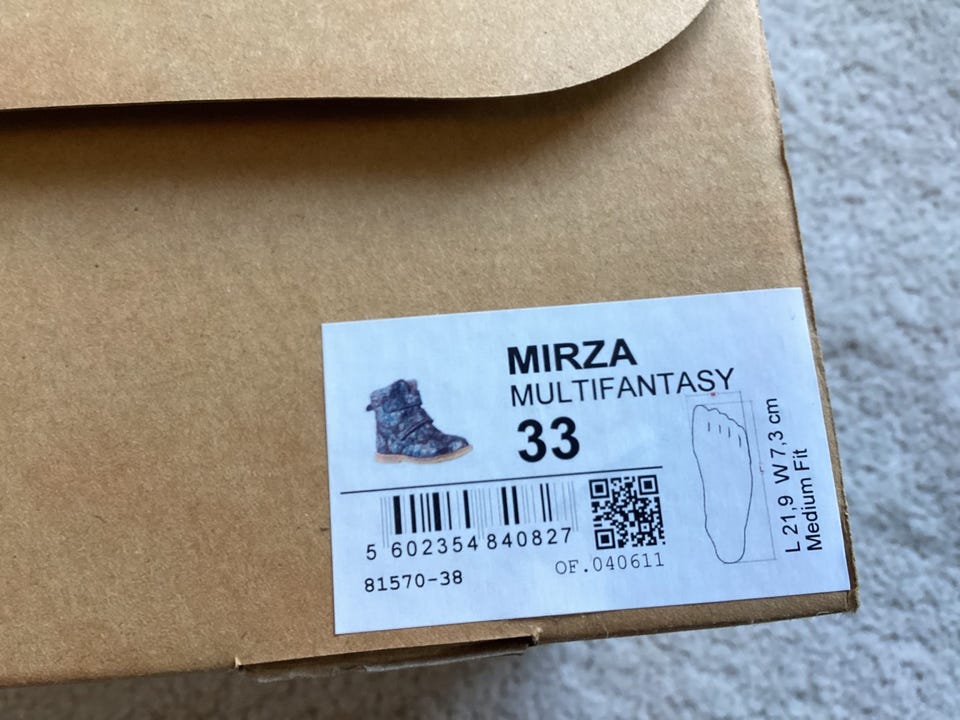 MIRZA
MULTIFANTASY
33
5 602354 840827
OF.040611
81570-38
L 21,9 W 7,3 cm
Medium Fit